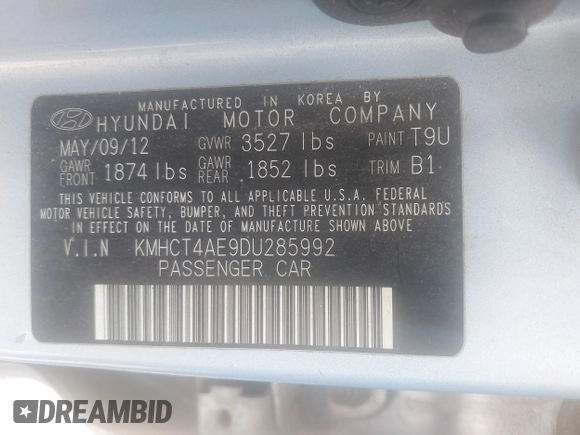 MANUFACTURED IN KOREA BY
HYUNDAI MOTOR COMPANY
MAY/09/12 GVWR 3527 lbs PAINT T9U
GAWR FRONT 1874 lbs GAWR REAR 1852 lbs TRIM B1
THIS VEHICLE CONFORMS TO ALL APPLICABLE U.S.A. FEDERAL
MOTOR VEHICLE SAFETY, BUMPER, AND THEFT PREVENTION STANDARDS
IN EFFECT ON THE DATE OF MANUFACTURE SHOWN ABOVE.
V.I.N KMHCT4AE9DU285992
PASSENGER CAR
DREAMBID